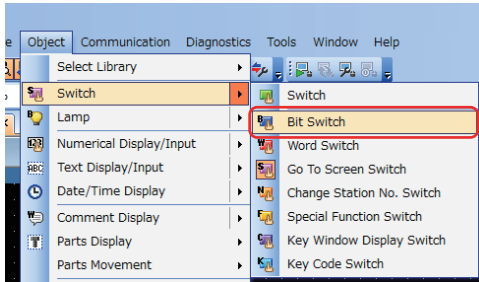 Object Communication Diagnostics Tools Window Help
Select Library
Switch
Lamp
Numerical Display/Input
Text Display/Input
Date/Time Display
Comment Display
Parts Display
Parts Movement
Switch
Bit Switch
Word Switch
Go To Screen Switch
Change Station No. Switch
Special Function Switch
Key Window Display Switch
Key Code Switch